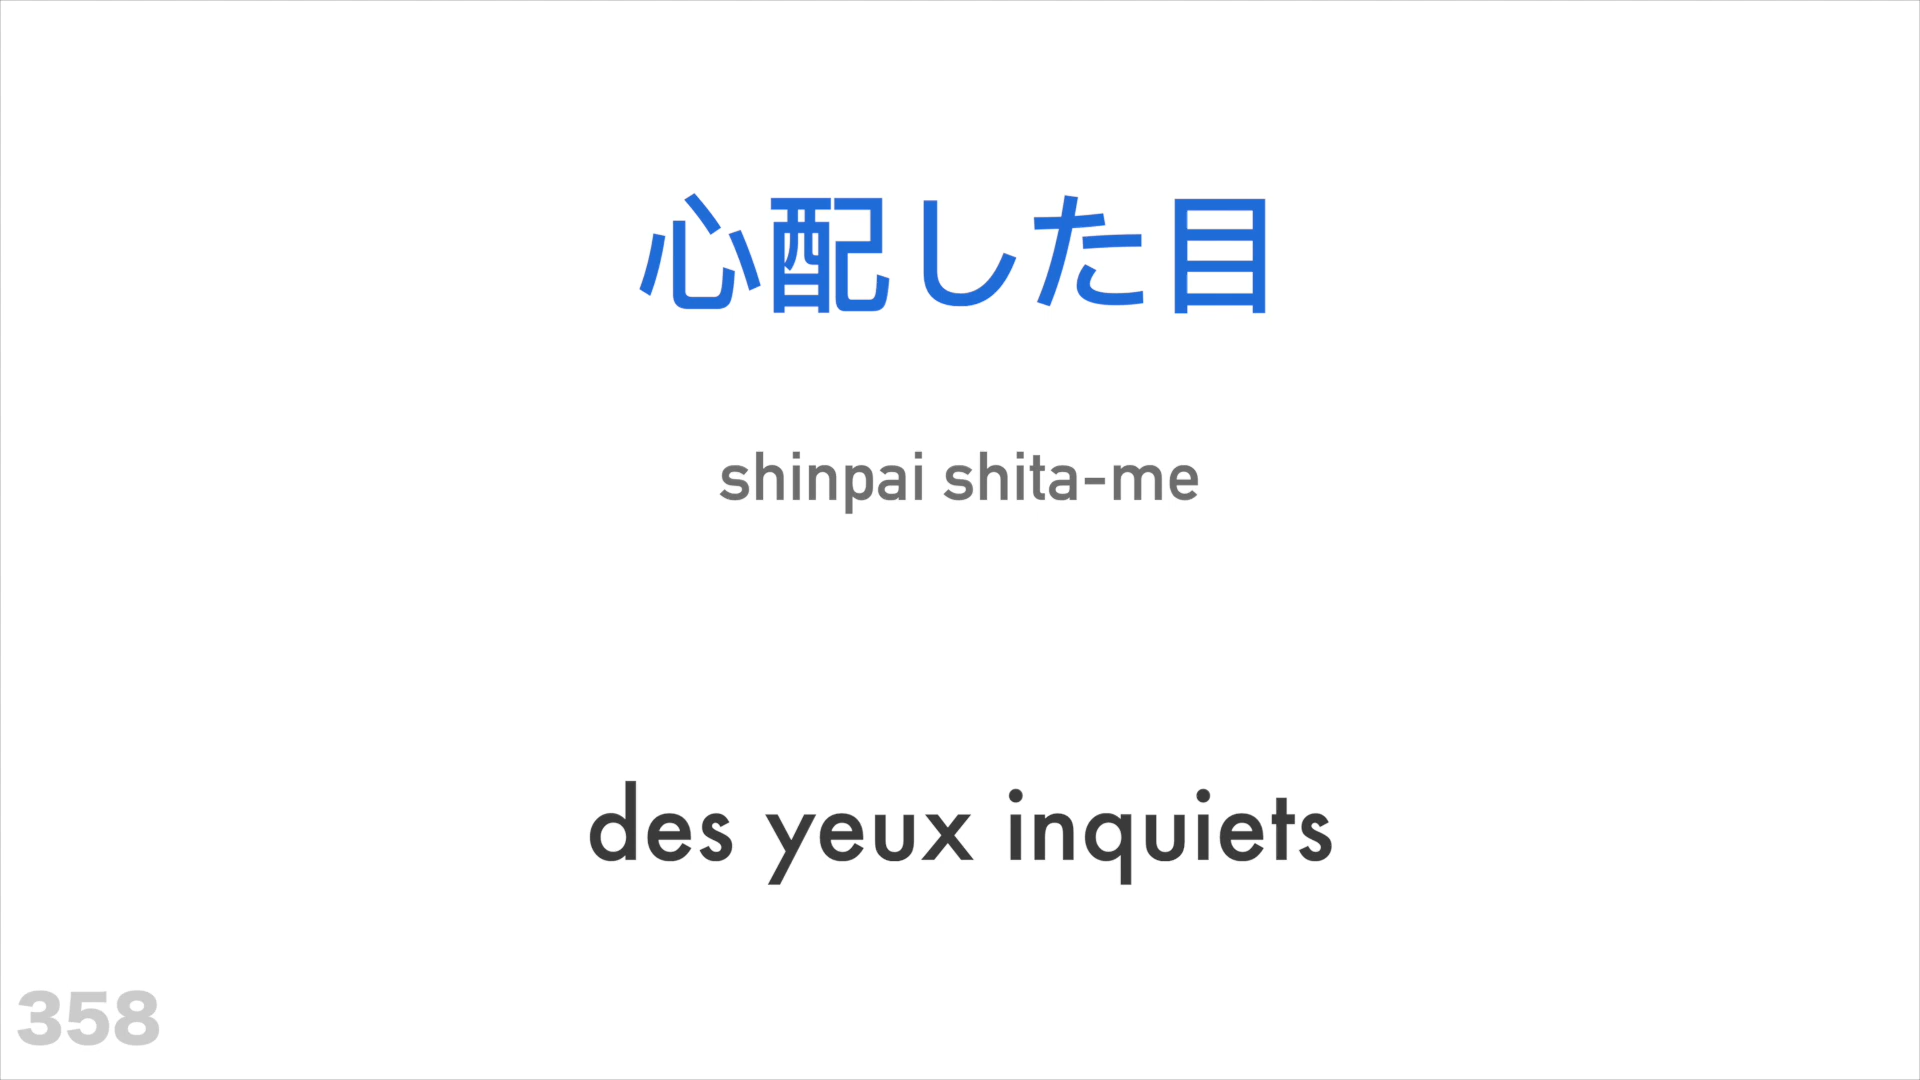 心配した目
shinpai shita-me
des yeux inquiets
358